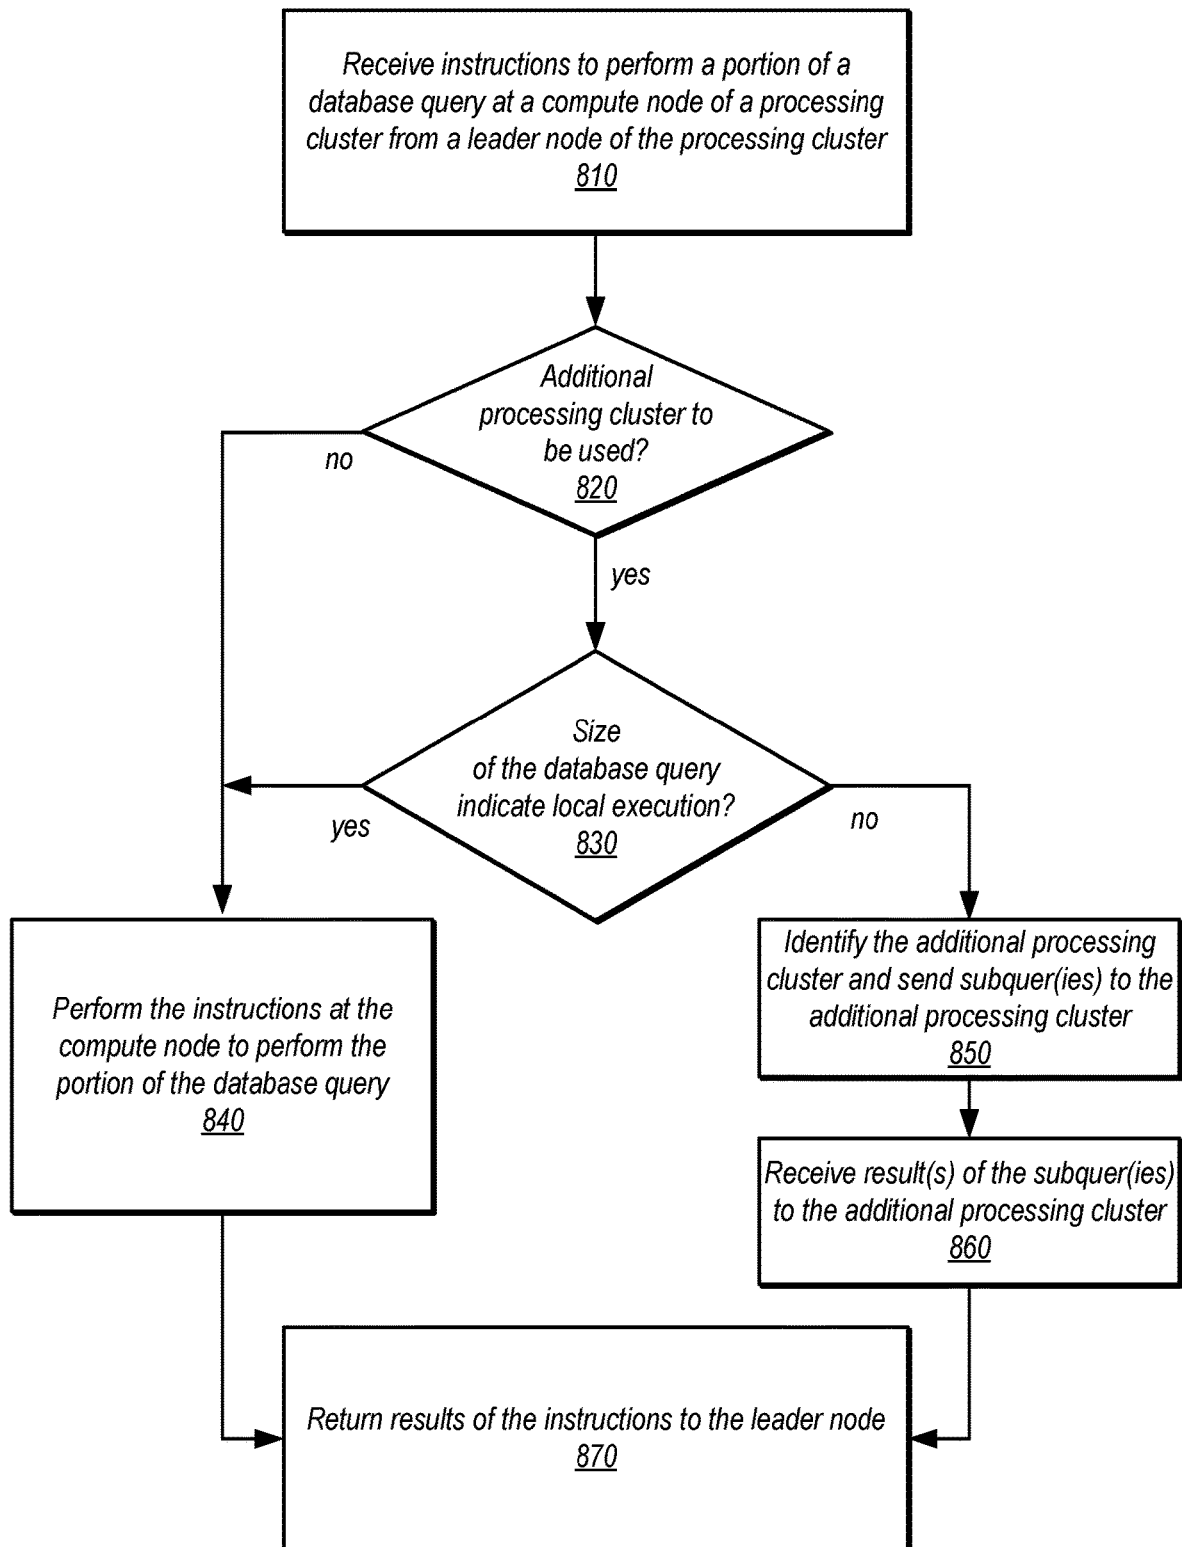 Receive instructions to perform a portion of a
database query at a compute node of a processing
cluster from a leader node of the processing cluster
810
Additional
processing cluster to
be used?
820
no
yes
Size
of the database query
indicate local execution?
830
yes
no
Perform the instructions at the
compute node to perform the
portion of the database query
840
Identify the additional processing
cluster and send subquer(ies) to the
additional processing cluster
850
Receive result(s) of the subquer(ies)
to the additional processing cluster
860
Return results of the instructions to the leader node
870